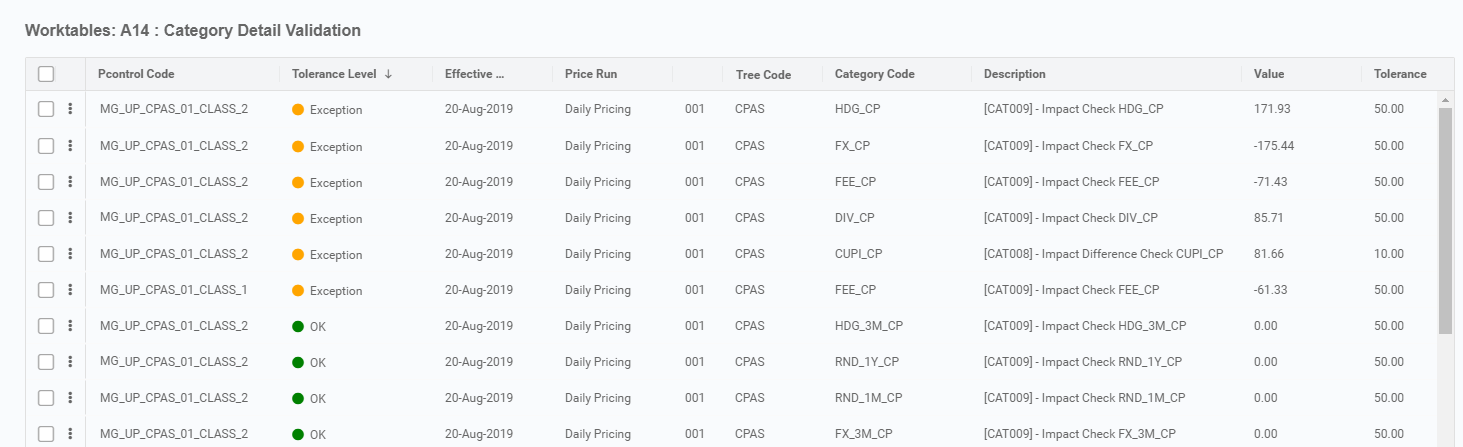 Worktables: A14 : Category Detail Validation
Pcontrol Code Tolerance Level ↓ Effective ... Price Run Tree Code Category Code Description Value Tolerance
MG_UP_CPAS_01_CLASS_2 Exception 20-Aug-2019 Daily Pricing 001 CPAS HDG_CP [CAT009] - Impact Check HDG_CP 171.93 50.00
MG_UP_CPAS_01_CLASS_2 Exception 20-Aug-2019 Daily Pricing 001 CPAS FX_CP [CAT009] - Impact Check FX_CP -175.44 50.00
MG_UP_CPAS_01_CLASS_2 Exception 20-Aug-2019 Daily Pricing 001 CPAS FEE_CP [CAT009] - Impact Check FEE_CP -71.43 50.00
MG_UP_CPAS_01_CLASS_2 Exception 20-Aug-2019 Daily Pricing 001 CPAS DIV_CP [CAT009] - Impact Check DIV_CP 85.71 50.00
MG_UP_CPAS_01_CLASS_2 Exception 20-Aug-2019 Daily Pricing 001 CPAS CUPI_CP [CAT008] - Impact Difference Check CUPI_CP 81.66 10.00
MG_UP_CPAS_01_CLASS_1 Exception 20-Aug-2019 Daily Pricing 001 CPAS FEE_CP [CAT009] - Impact Check FEE_CP -61.33 50.00
MG_UP_CPAS_01_CLASS_2 OK 20-Aug-2019 Daily Pricing 001 CPAS HDG_3M_CP [CAT009] - Impact Check HDG_3M_CP 0.00 50.00
MG_UP_CPAS_01_CLASS_2 OK 20-Aug-2019 Daily Pricing 001 CPAS RND_1Y_CP [CAT009] - Impact Check RND_1Y_CP 0.00 50.00
MG_UP_CPAS_01_CLASS_2 OK 20-Aug-2019 Daily Pricing 001 CPAS RND_1M_CP [CAT009] - Impact Check RND_1M_CP 0.00 50.00
MG_UP_CPAS_01_CLASS_2 OK 20-Aug-2019 Daily Pricing 001 CPAS FX_3M_CP [CAT009] - Impact Check FX_3M_CP 0.00 50.00